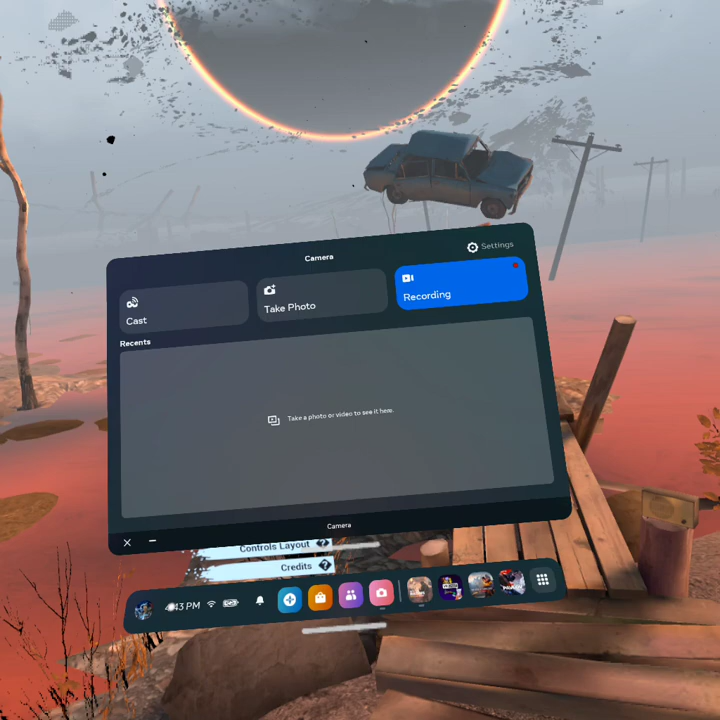 Camera
Settings
Cast
Take Photo
Recording
Recents
Take a photo or video to see it here.
Camera
Controls Layout ?
Credits ?
43 PM